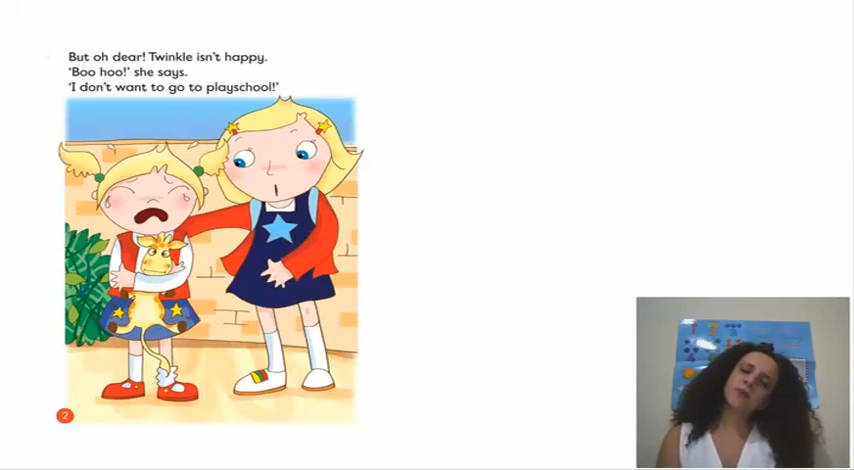 But oh dear! Twinkle isn't happy.
'Boo hoo!' she says.
'I don't want to go to playschool!'
2